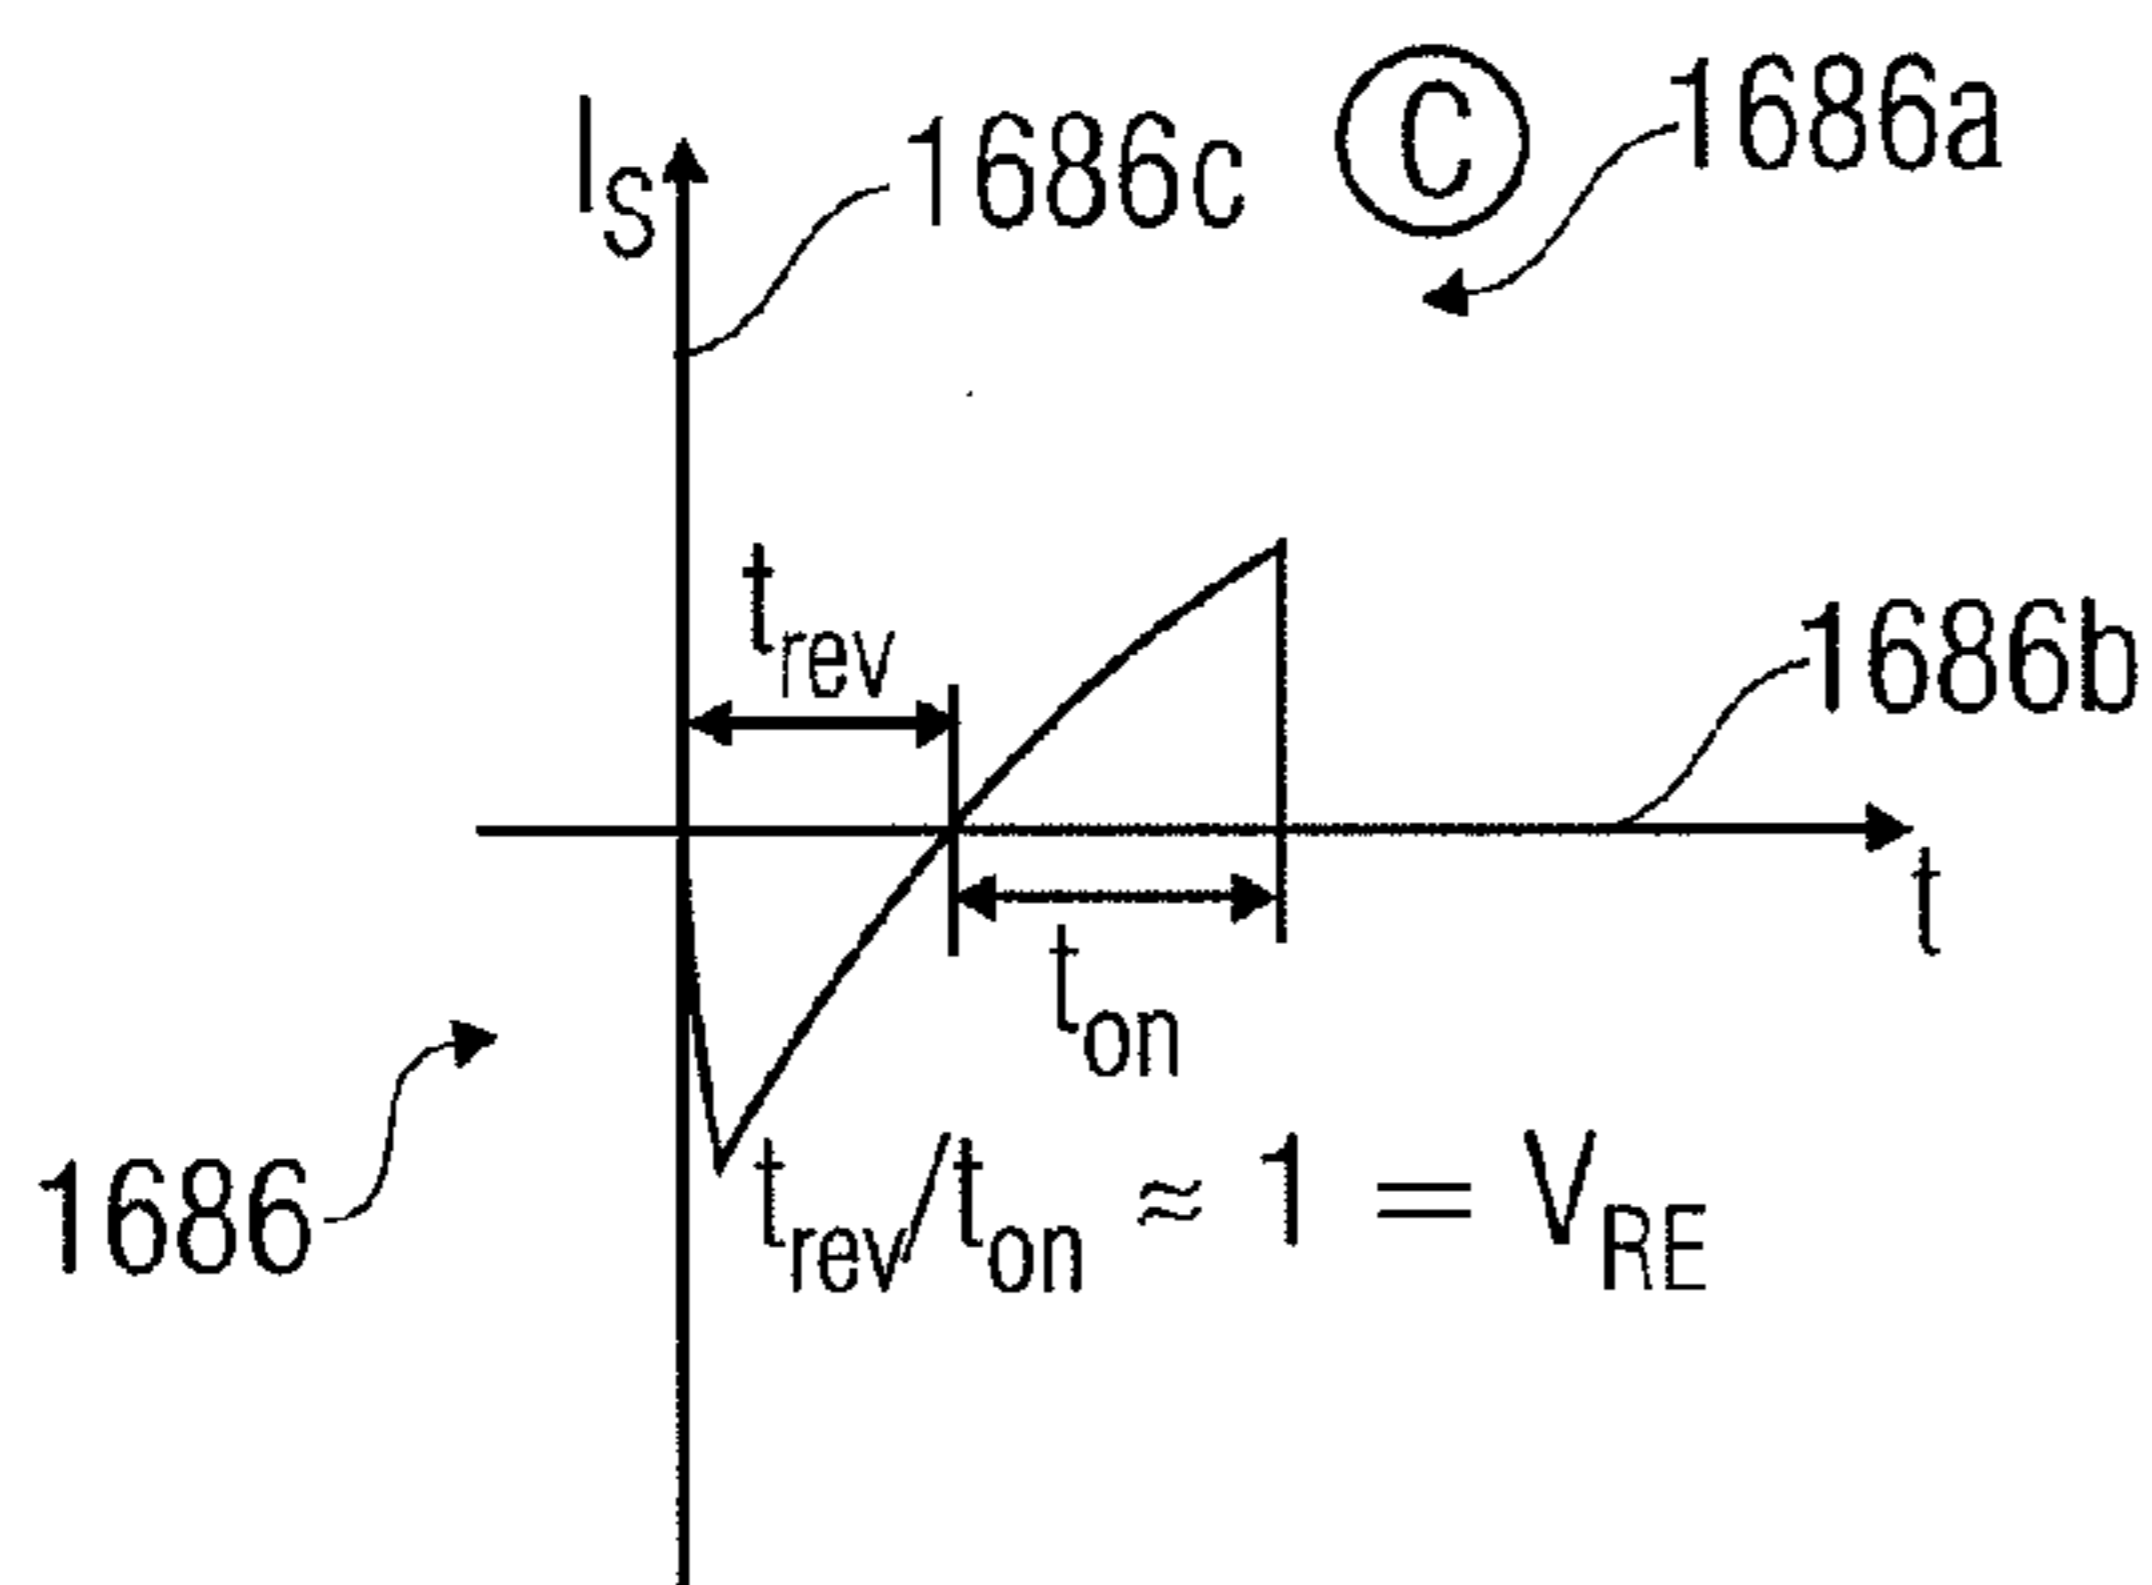 I_S
1686c
C
1686a
t_rev
1686b
t
t_on
1686
t_rev/t_on ≈ 1 = V_RE